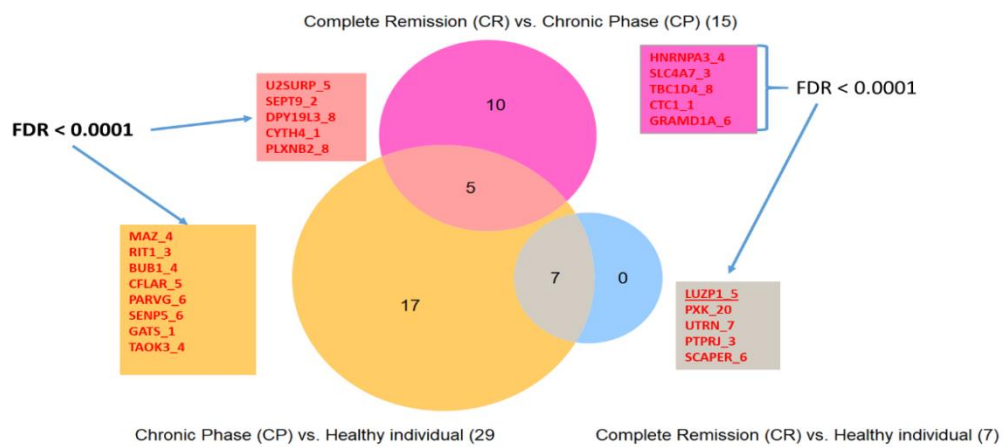 Complete Remission (CR) vs. Chronic Phase (CP) (15)
U2SURP_5
SEPT9_2
DPY19L3_8
CYTH4_1
PLXNB2_8
HNRNPA3_4
SLC4A7_3
TBC1D4_8
CTC1_1
GRAMD1A_6
FDR < 0.0001
FDR < 0.0001
10
5
7
0
17
MAZ_4
RIT1_3
BUB1_4
CFLAR_5
PARVG_6
SENP5_6
GATS_1
TAOK3_4
LUZP1_5
PXK_20
UTRN_7
PTPRJ_3
SCAPER_6
Chronic Phase (CP) vs. Healthy individual (29
Complete Remission (CR) vs. Healthy individual (7)